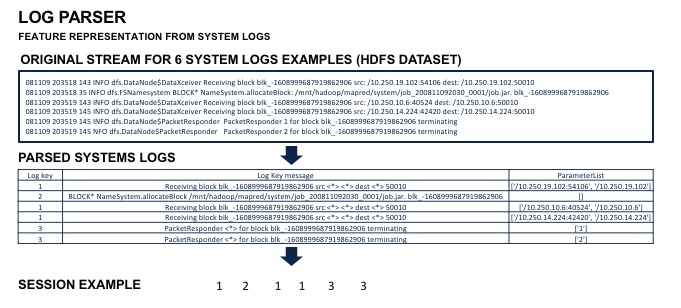 LOG PARSER
FEATURE REPRESENTATION FROM SYSTEM LOGS
ORIGINAL STREAM FOR 6 SYSTEM LOGS EXAMPLES (HDFS DATASET)
081109 203518 143 INFO dfs.DataNode$DataXceiver Receiving block blk_-1608999687919862906 src: /10.250.19.102:54106 dest: /10.250.19.102:50010
081109 203518 35 INFO dfs.FSNamesystem BLOCK* NameSystem.allocateBlock: /mnt/hadoop/mapred/system/job_200811092030_0001/job.jar. blk_-1608999687919862906
081109 203519 143 INFO dfs.DataNode$DataXceiver Receiving block blk_-1608999687919862906 src: /10.250.10.6:40524 dest: /10.250.10.6:50010
081109 203519 145 INFO dfs.DataNode$DataXceiver Receiving block blk_-1608999687919862906 src: /10.250.14.224:42420 dest: /10.250.14.224:50010
081109 203519 145 NFO dfs.DataNode$PacketResponder PacketResponder 1 for block blk_-1608999687919862906 terminating
081109 203519 145 NFO dfs.DataNode$PacketResponder PacketResponder 2 for block blk_-1608999687919862906 terminating
PARSED SYSTEMS LOGS
Log key Log Key message ParameterList
1 Receiving block blk_-1608999687919862906 src <*> <*> dest <*> 50010 ['/10.250.19.102:54106', '/10.250.19.102']
2 BLOCK* NameSystem.allocateBlock /mnt/hadoop/mapred/system/job_200811092030_0001/job.jar. blk_-1608999687919862906 []
1 Receiving block blk_-1608999687919862906 src <*> <*> dest <*> 50010 ['/10.250.10.6:40524', '/10.250.10.6']
1 Receiving block blk_-1608999687919862906 src <*> <*> dest <*> 50010 ['/10.250.14.224:42420', '/10.250.14.224']
3 PacketResponder <*> for block blk_-1608999687919862906 terminating ['1']
3 PacketResponder <*> for block blk_-1608999687919862906 terminating ['2']
SESSION EXAMPLE 1 2 1 1 3 3